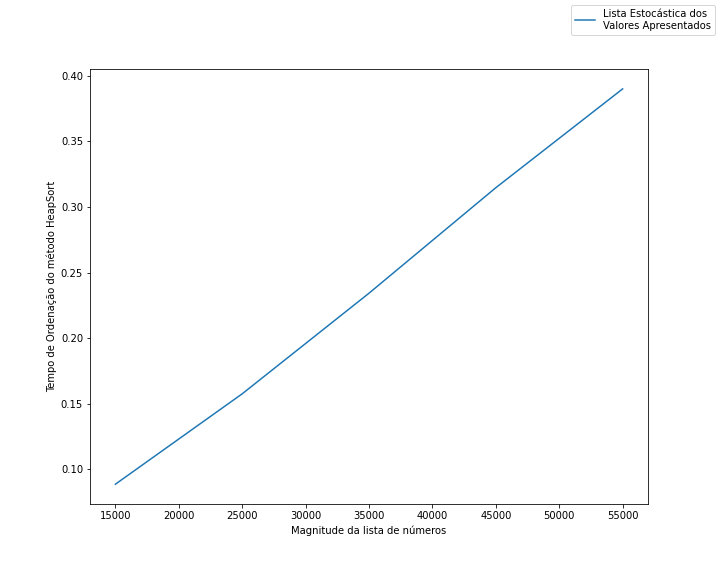 Lista Estocástica dos
Valores Apresentados
0.40
0.35
0.30
0.25
0.20
0.15
0.10
Tempo de Ordenação do método HeapSort
15000 20000 25000 30000 35000 40000 45000 50000 55000
Magnitude da lista de números